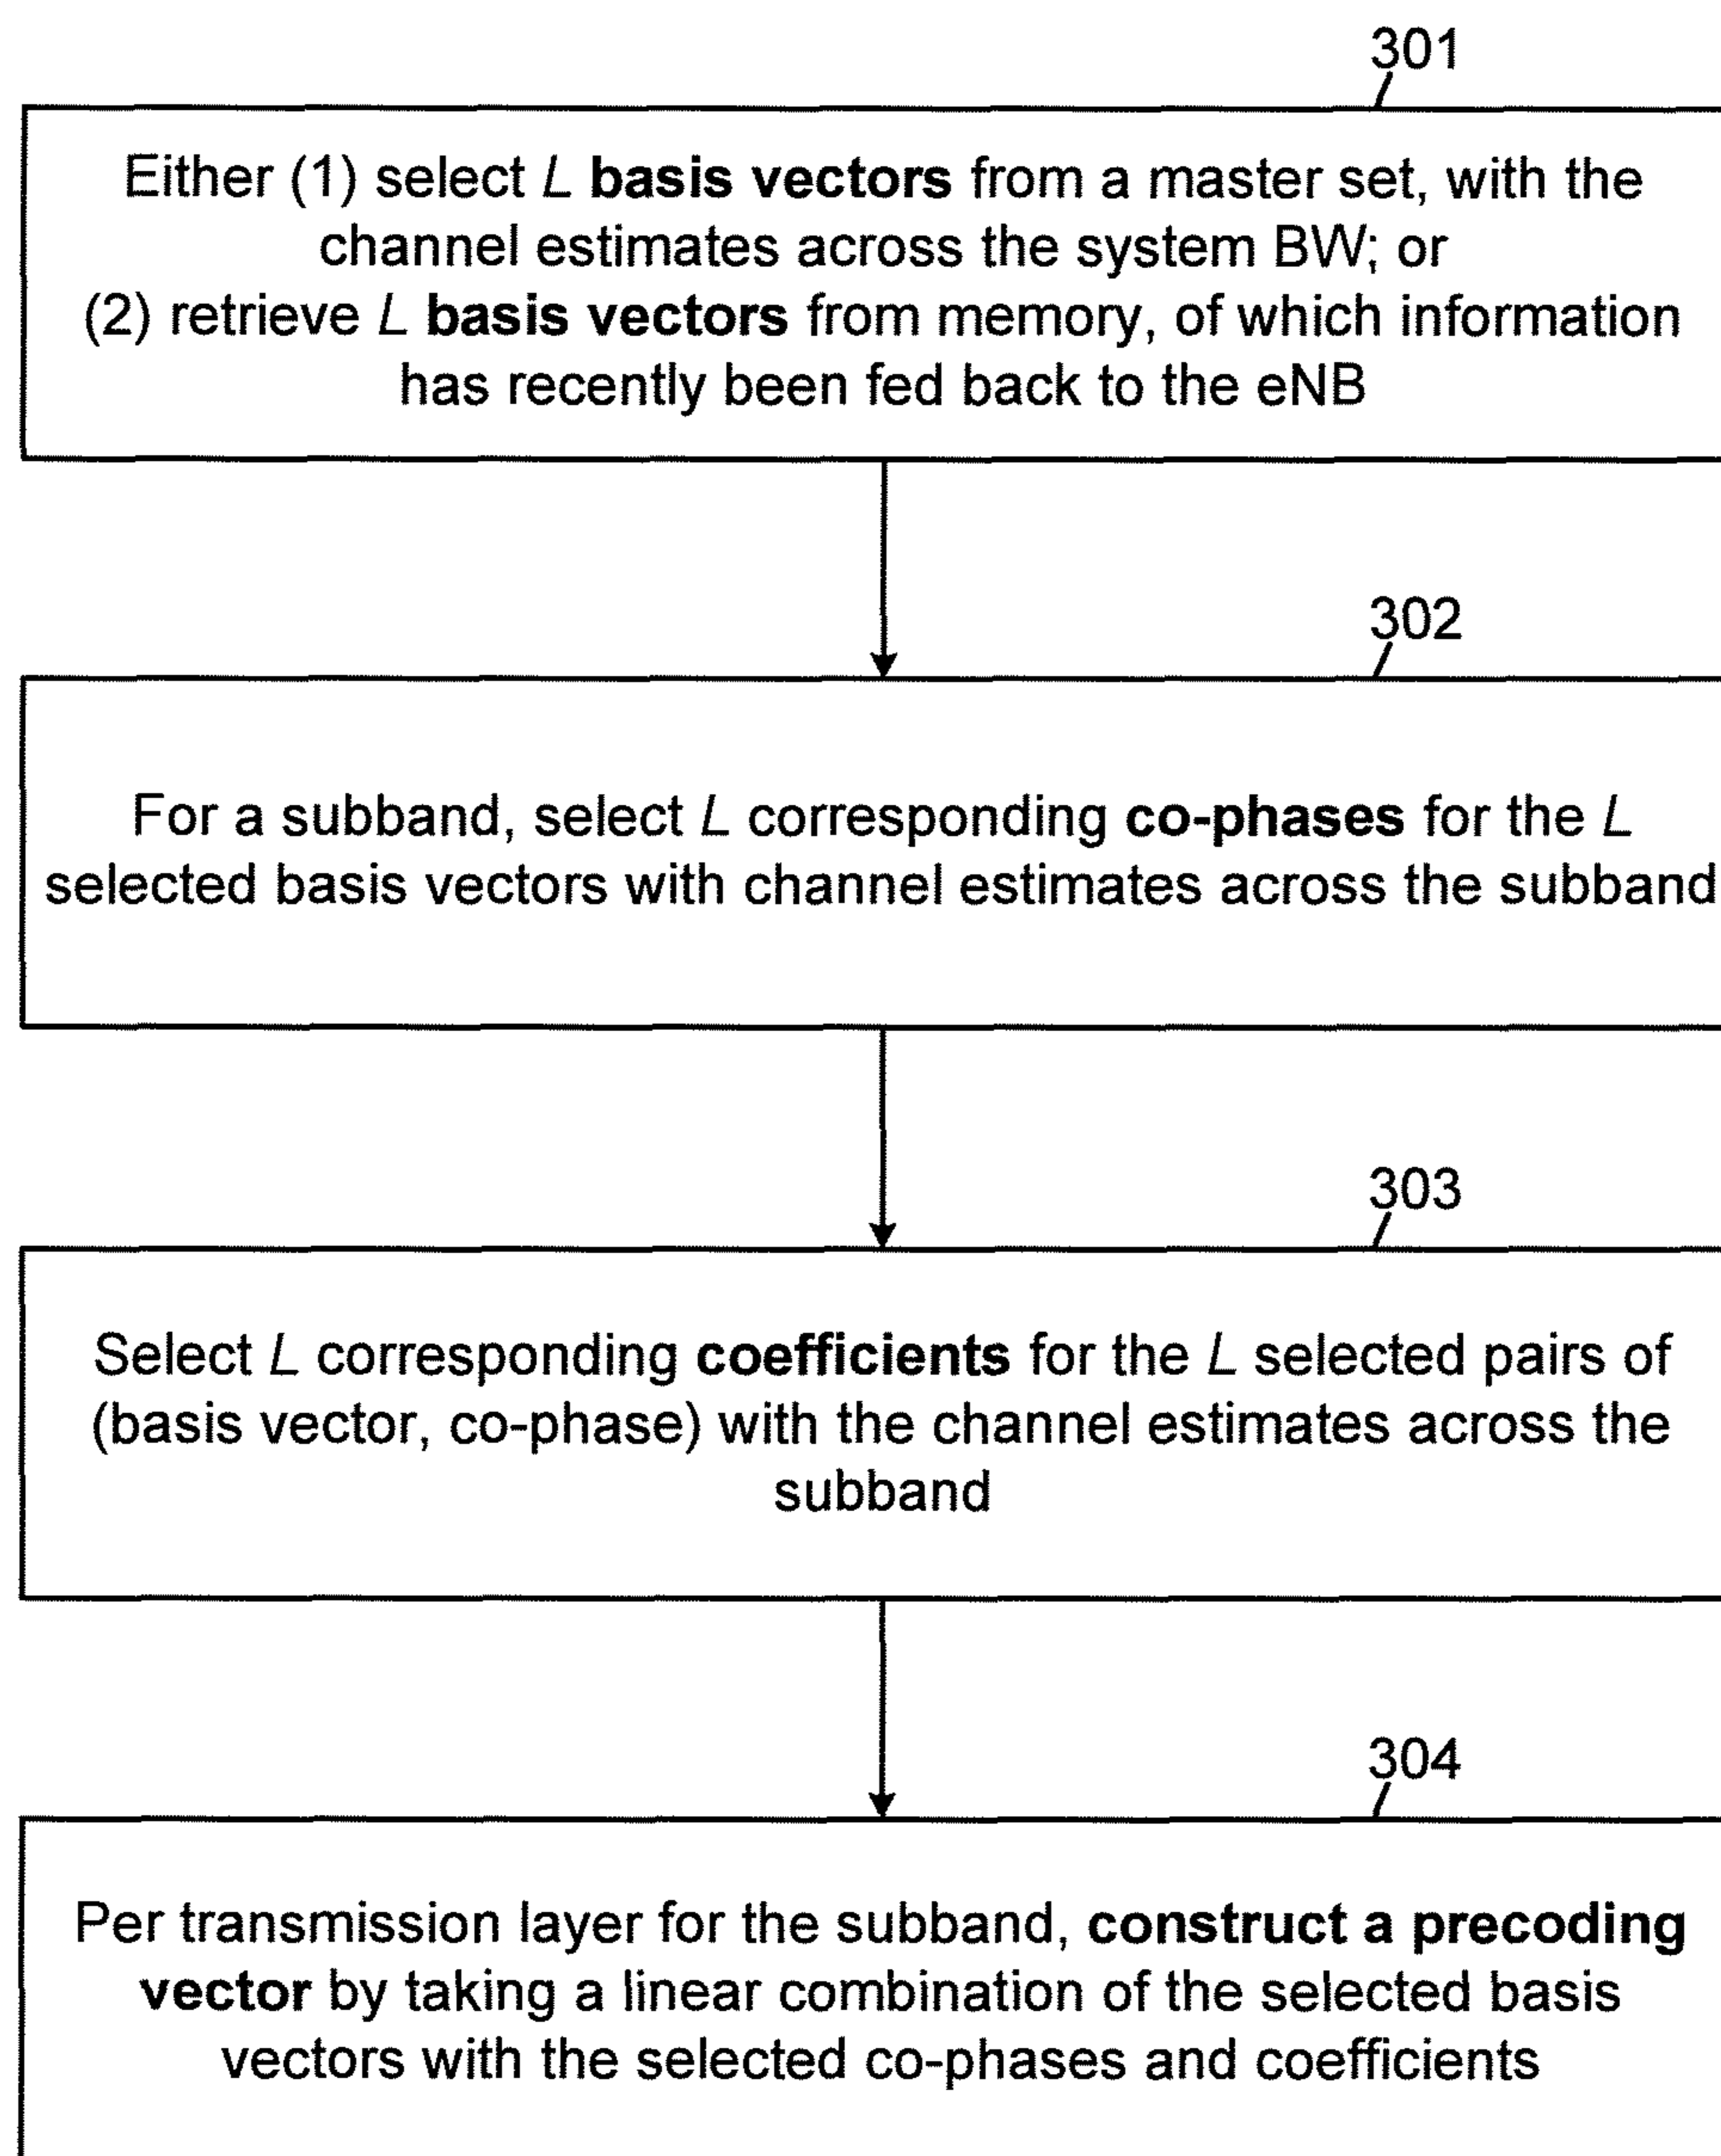 301
Either (1) select L basis vectors from a master set, with the
channel estimates across the system BW; or
(2) retrieve L basis vectors from memory, of which information
has recently been fed back to the eNB
302
For a subband, select L corresponding co-phases for the L
selected basis vectors with channel estimates across the subband
303
Select L corresponding coefficients for the L selected pairs of
(basis vector, co-phase) with the channel estimates across the
subband
304
Per transmission layer for the subband, construct a precoding
vector by taking a linear combination of the selected basis
vectors with the selected co-phases and coefficients